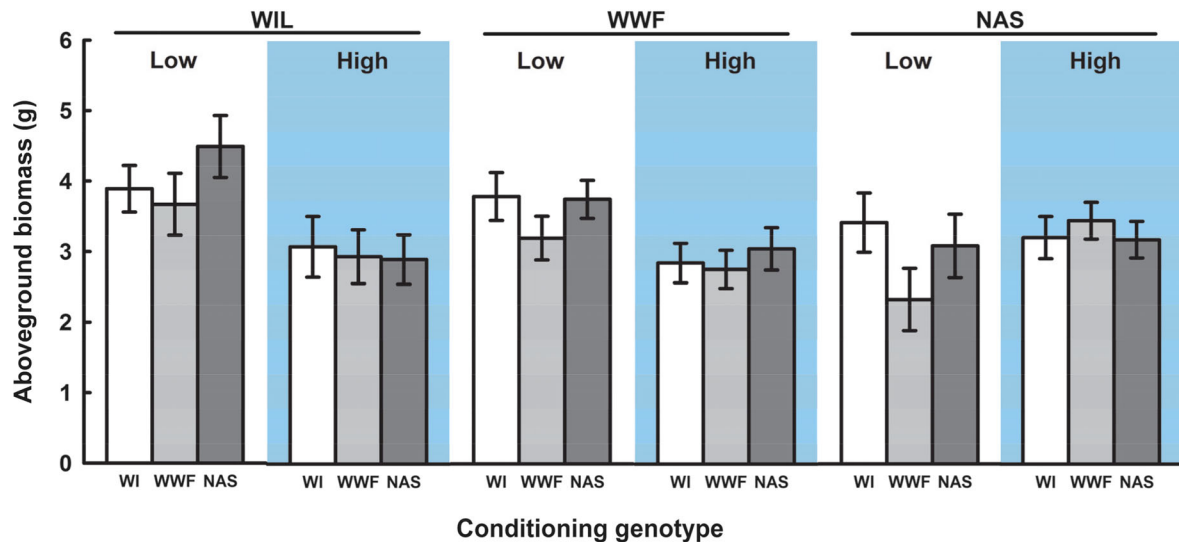 WIL WWF NAS
Low High Low High Low High
6
5
4
3
2
1
0
Aboveground biomass (g)
WI WWF NAS WI WWF NAS WI WWF NAS WI WWF NAS WI WWF NAS WI WWF NAS
Conditioning genotype